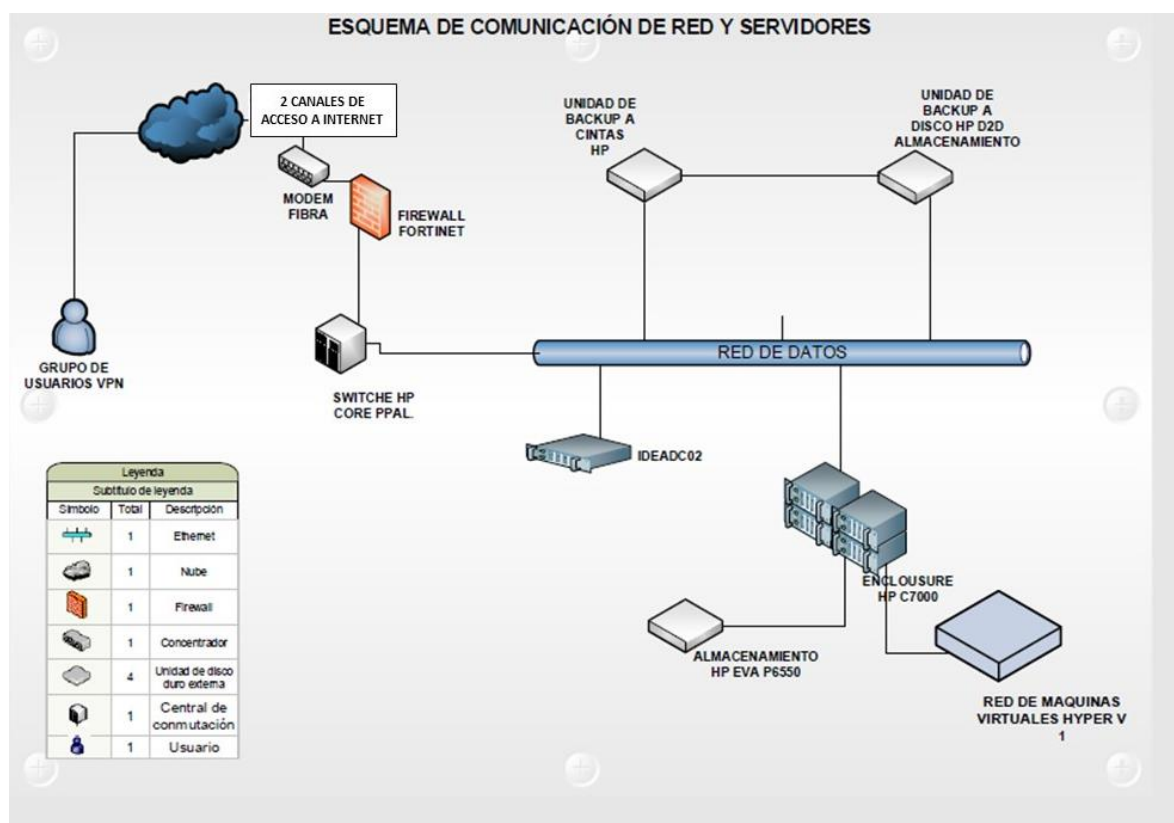 ESQUEMA DE COMUNICACIÓN DE RED Y SERVIDORES
2 CANALES DE
ACCESO A INTERNET
MODEM
FIBRA
FIREWALL
FORTINET
UNIDAD DE
BACKUP A
CINTAS
HP
UNIDAD DE
BACKUP A
DISCO HP D2D
ALMACENAMIENTO
GRUPO DE
USUARIOS VPN
SWITCHE HP
CORE PPAL.
RED DE DATOS
IDEADC02
ENCLOUSURE
HP C7000
ALMACENAMIENTO
HP EVA P6550
RED DE MAQUINAS
VIRTUALES HYPER V
1
Leyenda
Subtítulo de leyenda
Símbolo Total Descripción
1 Ethernet
1 Nube
1 Firewall
1 Concentrador
4 Unidad de disco
duro externa
1 Central de
conmutación
1 Usuario